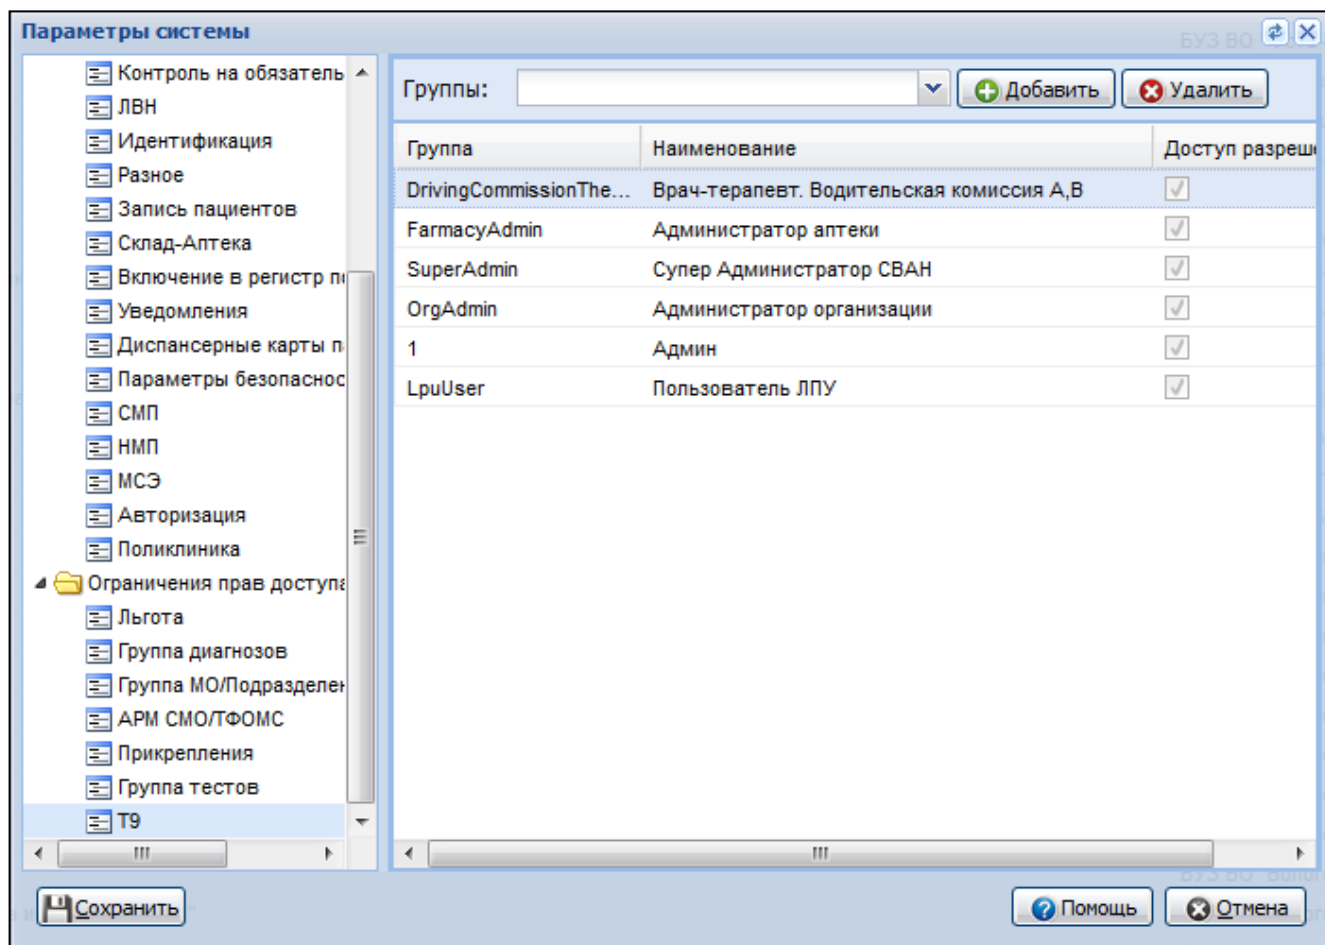 Параметры системы
Контроль на обязатель
ЛВН
Идентификация
Разное
Запись пациентов
Склад-Аптека
Включение в регистр
Уведомления
Диспансерные карты
Параметры безопаснос
СМП
НМП
МСЭ
Авторизация
Поликлиника
Ограничения прав доступа
Льгота
Группа диагнозов
Группа МО/Подразделен
АРМ СМО/ТФОМС
Прикрепления
Группа тестов
Т9
Группы: Добавить Удалить
Группа Наименование Доступ разреше
DrivingCommissionThe... Врач-терапевт. Водительская комиссия А,В
FarmacyAdmin Администратор аптеки
SuperAdmin Супер Администратор СВАН
OrgAdmin Администратор организации
1 Админ
LpuUser Пользователь ЛПУ
Сохранить Помощь Отмена